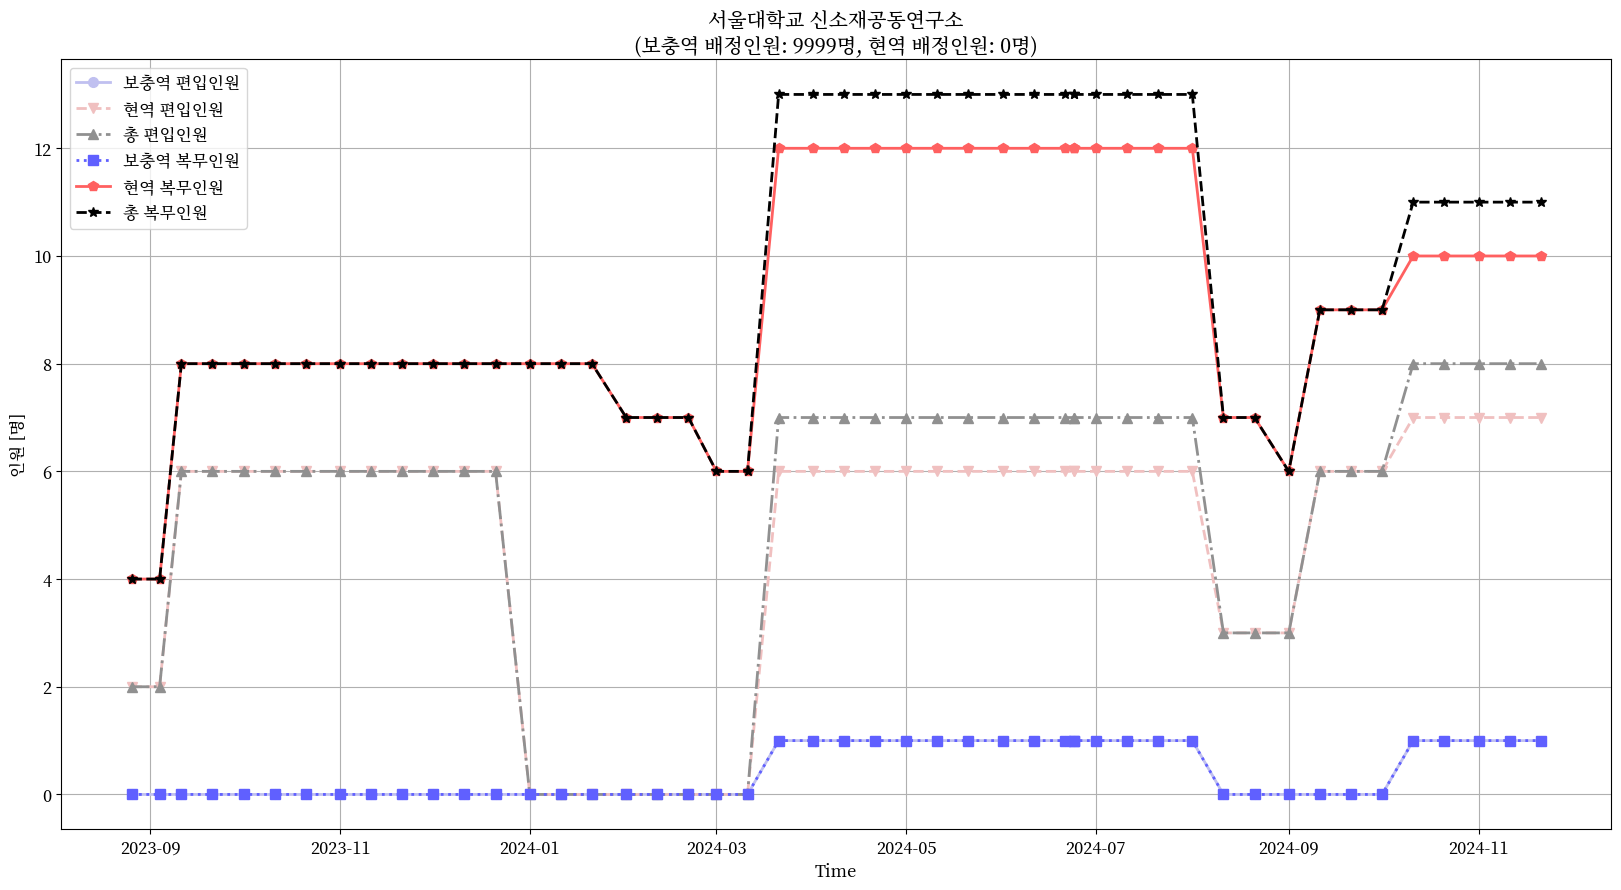 서울대학교 신소재공동연구소
(보충역 배정인원: 9999명, 현역 배정인원: 0명)
보충역 편입인원
현역 편입인원
총 편입인원
보충역 복무인원
현역 복무인원
총 복무인원
인원 [명]
12
10
8
6
4
2
0
2023-09
2023-11
2024-01
2024-03
2024-05
2024-07
2024-09
2024-11
Time